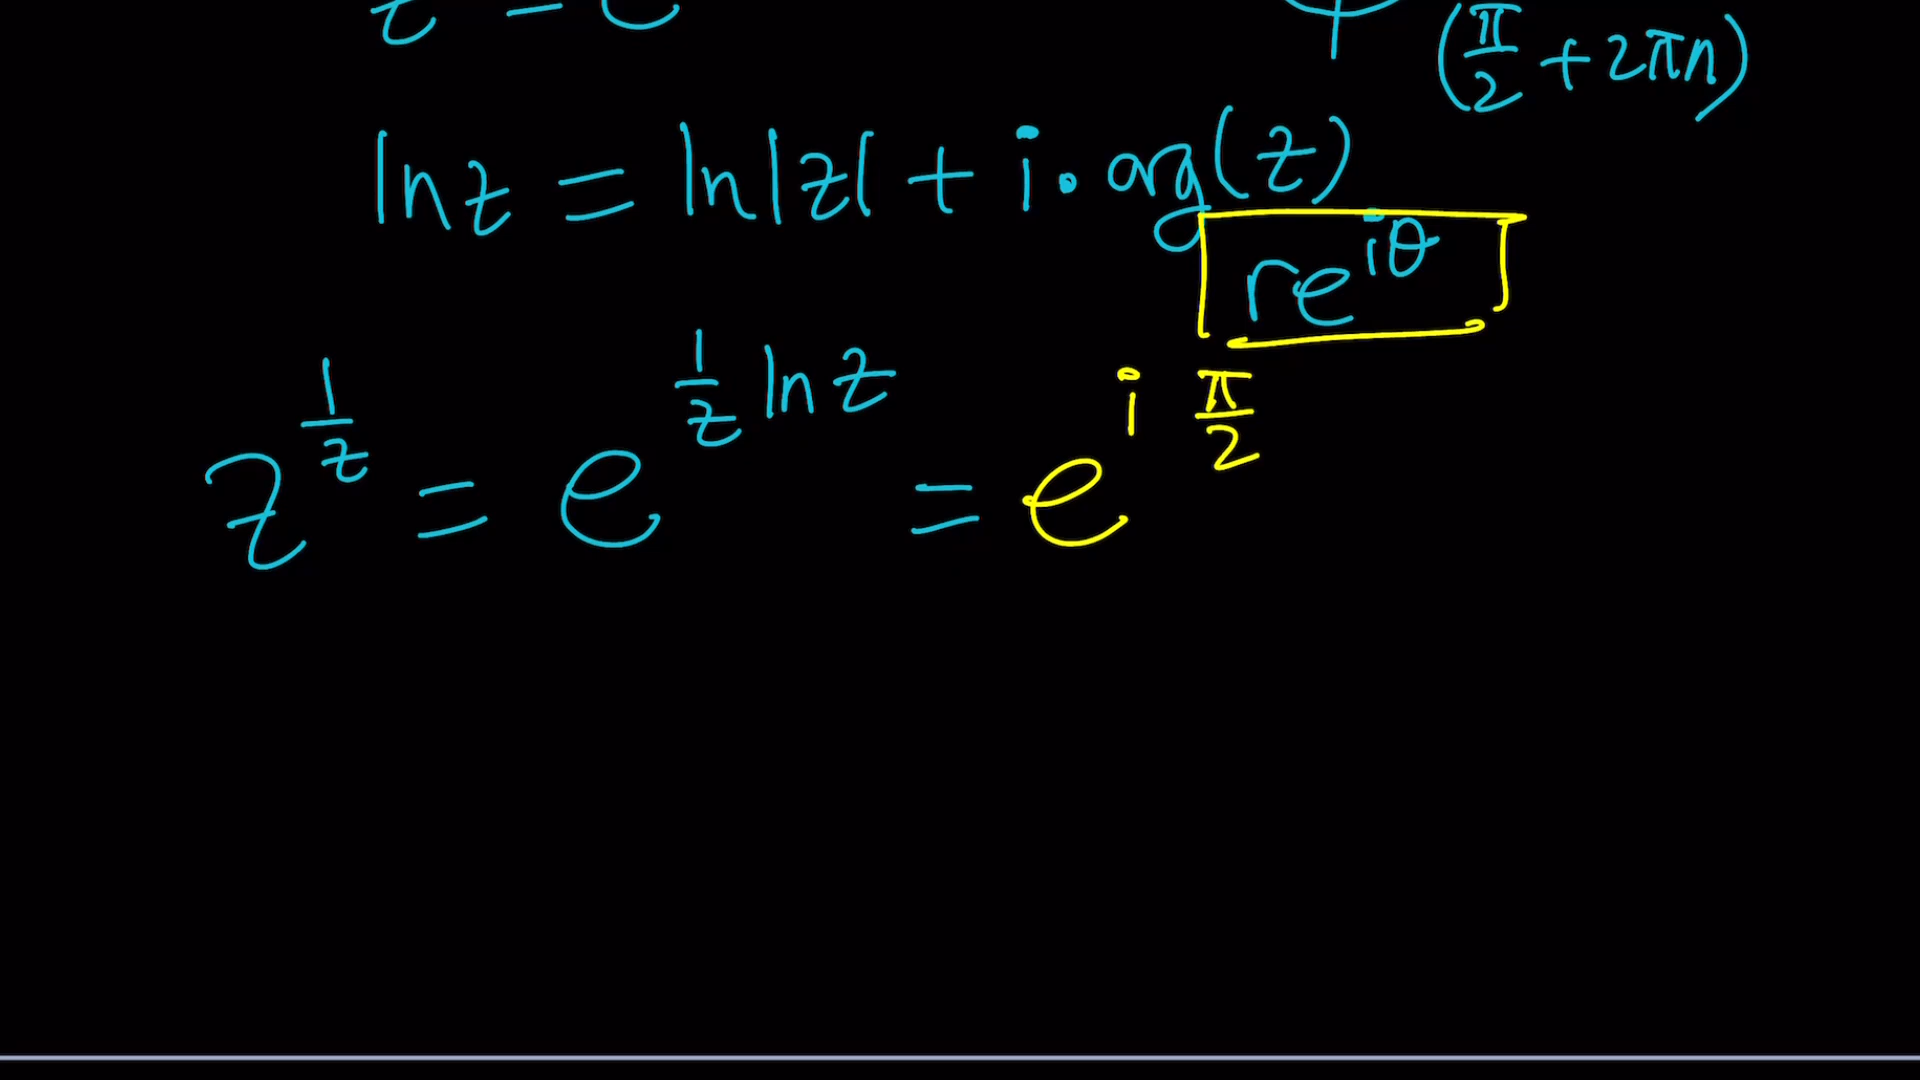 z = e
(π/2 + 2πn)
ln z = ln|z| + i · arg(z)
re^{iθ}
z^{1/z} = e^{1/z ln z} = e^{i π/2}